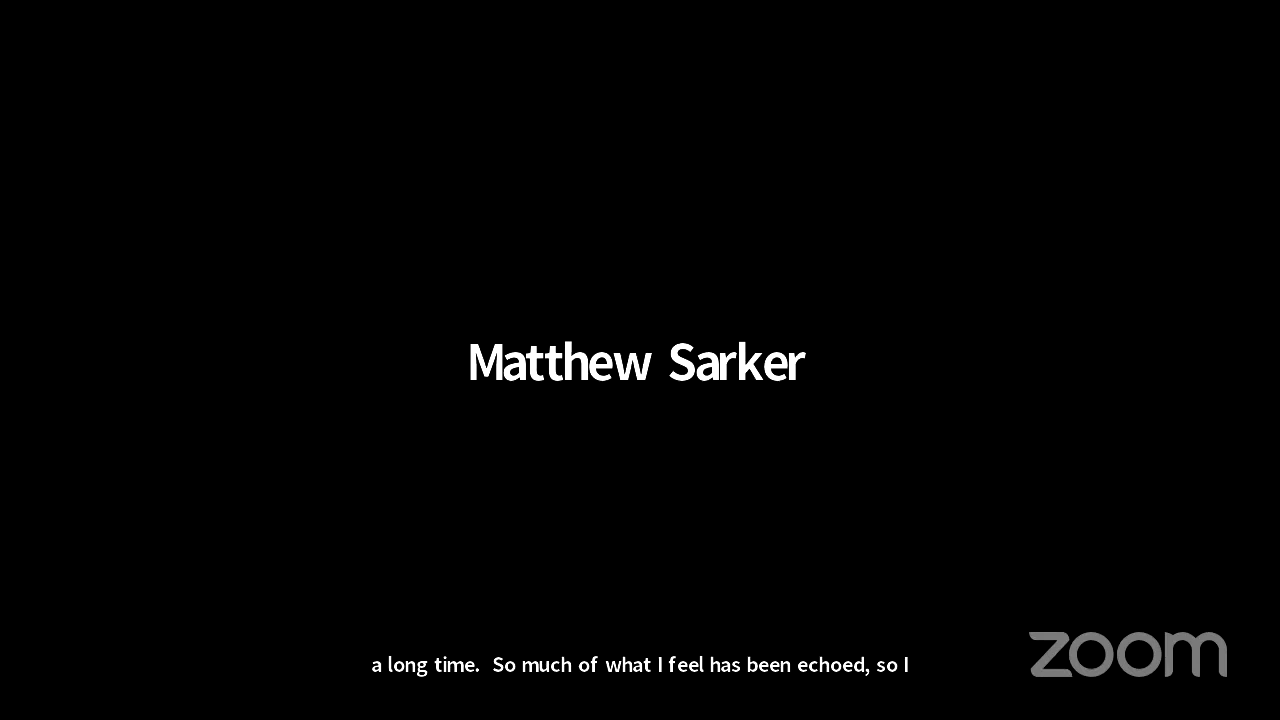 Matthew Sarker
a long time.  So much of what I feel has been echoed, so I
zoom